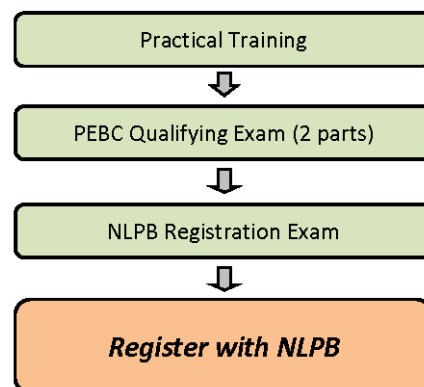 Practical Training
PEBC Qualifying Exam (2 parts)
NLPB Registration Exam
Register with NLPB